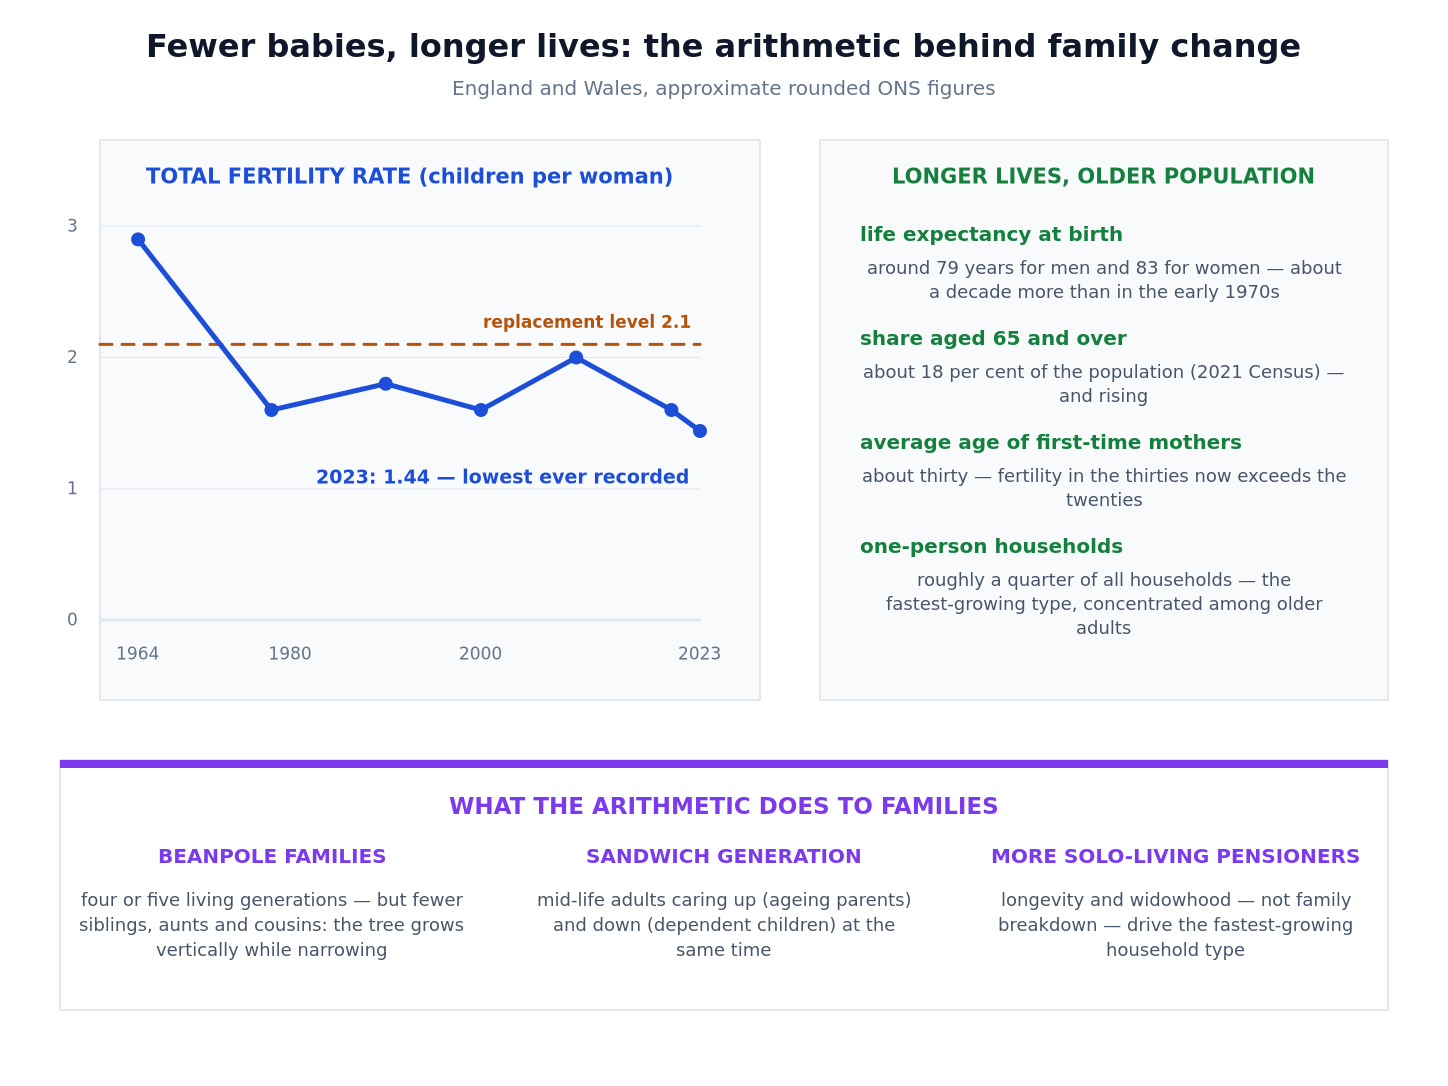 Fewer babies, longer lives: the arithmetic behind family change
England and Wales, approximate rounded ONS figures
TOTAL FERTILITY RATE (children per woman)
3
replacement level 2.1
2
2023: 1.44 — lowest ever recorded
1
0
1964
1980
2000
2023
LONGER LIVES, OLDER POPULATION
life expectancy at birth
around 79 years for men and 83 for women — about
a decade more than in the early 1970s
share aged 65 and over
about 18 per cent of the population (2021 Census) —
and rising
average age of first-time mothers
about thirty — fertility in the thirties now exceeds the
twenties
one-person households
roughly a quarter of all households — the
fastest-growing type, concentrated among older
adults
WHAT THE ARITHMETIC DOES TO FAMILIES
BEANPOLE FAMILIES
four or five living generations — but fewer
siblings, aunts and cousins: the tree grows
vertically while narrowing
SANDWICH GENERATION
mid-life adults caring up (ageing parents)
and down (dependent children) at the
same time
MORE SOLO-LIVING PENSIONERS
longevity and widowhood — not family
breakdown — drive the fastest-growing
household type